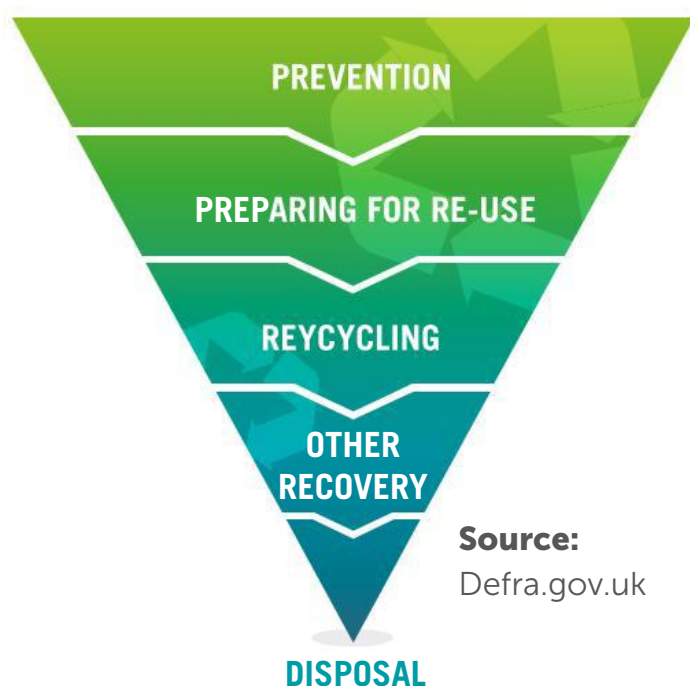 PREVENTION
PREPARING FOR RE-USE
REYCYCLING
OTHER
RECOVERY
Source:
Defra.gov.uk
DISPOSAL